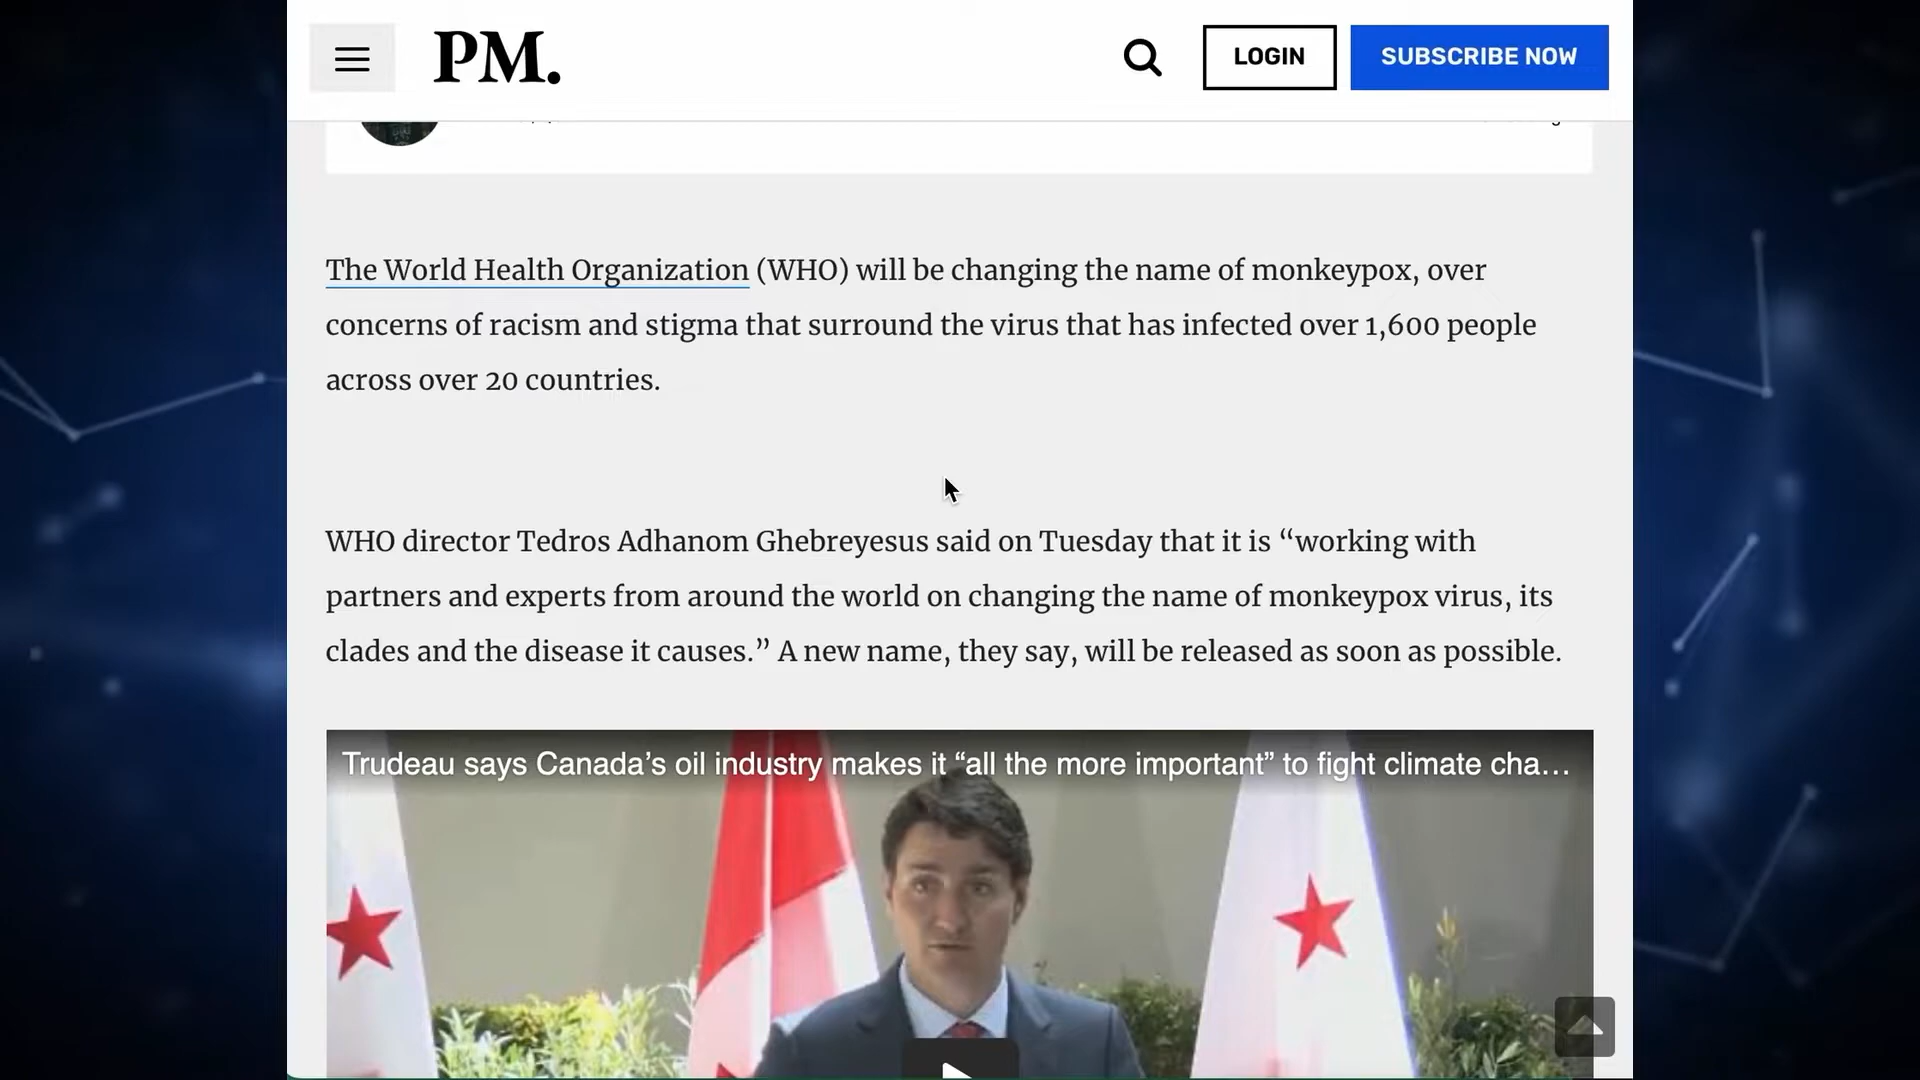 PM.
LOGIN
SUBSCRIBE NOW
The World Health Organization (WHO) will be changing the name of monkeypox, over
concerns of racism and stigma that surround the virus that has infected over 1,600 people
across over 20 countries.
WHO director Tedros Adhanom Ghebreyesus said on Tuesday that it is “working with
partners and experts from around the world on changing the name of monkeypox virus, its
clades and the disease it causes.” A new name, they say, will be released as soon as possible.
Trudeau says Canada’s oil industry makes it “all the more important” to fight climate cha…